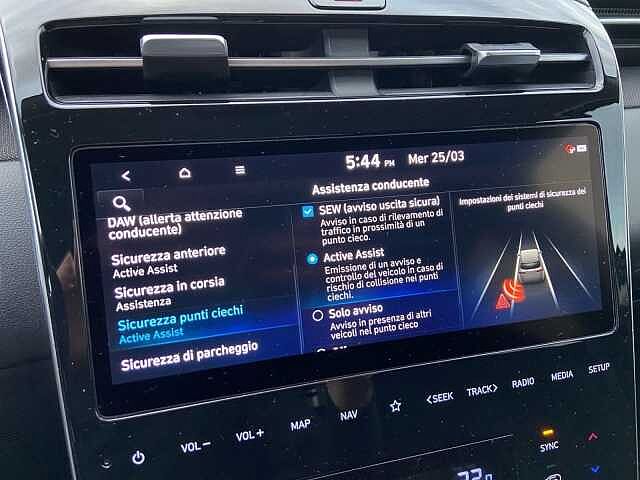 5:44 PM Mer 25/03
Assistenza conducente
DAW (allerta attenzione
conducente)
Sicurezza anteriore
Active Assist
Sicurezza in corsia
Assistenza
Sicurezza punti ciechi
Active Assist
Sicurezza di parcheggio
SEW (avviso uscita sicura)
Avviso in caso di rilevamento di
traffico in prossimità di un
punto cieco.
Active Assist
Emissione di un avviso e
controllo del veicolo in caso di
rischio di collisione nei punti
ciechi.
Solo avviso
Avviso in presenza di altri
veicoli nel punto cieco
Impostazioni dei sistemi di sicurezza dei
punti ciechi
VOL− VOL+ MAP NAV <SEEK TRACK> RADIO MEDIA SETUP
SYNC
72